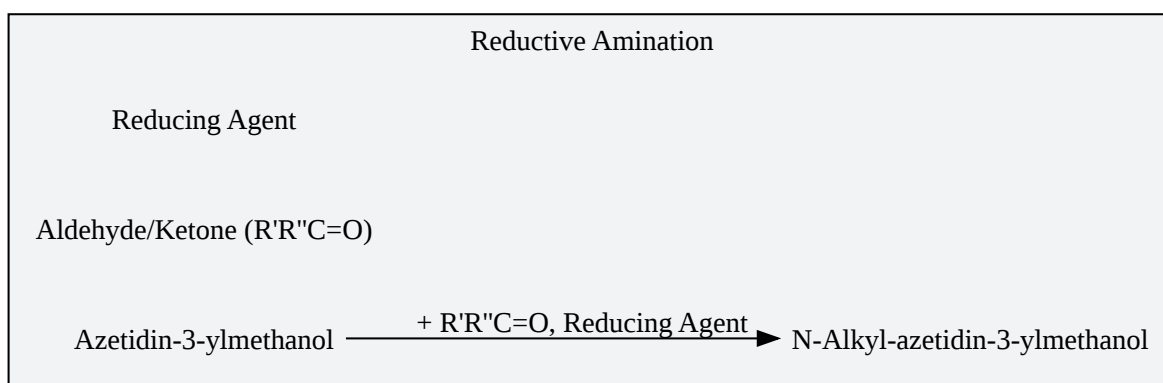 Reductive Amination
Reducing Agent
Aldehyde/Ketone (R'R"C=O)
+ R'R"C=O, Reducing Agent
Azetidin-3-ylmethanol
N-Alkyl-azetidin-3-ylmethanol